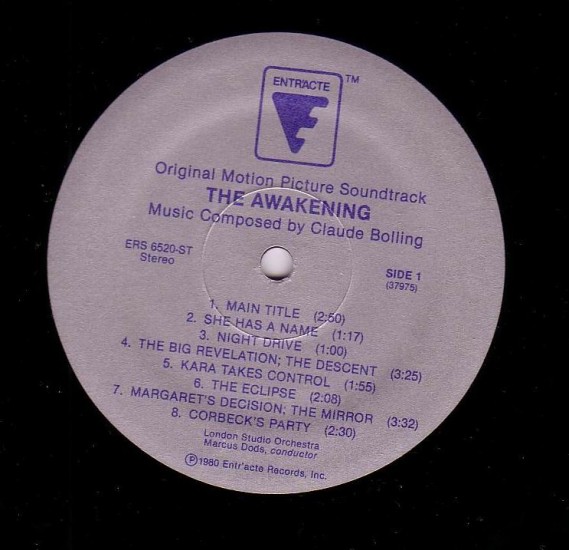 ENTR'ACTE
TM
Original Motion Picture Soundtrack
THE AWAKENING
Music Composed by Claude Bolling
ERS 6520-ST
Stereo
SIDE 1
(37975)
1. MAIN TITLE (2:50)
2. SHE HAS A NAME (1:17)
3. NIGHT DRIVE (1:00)
4. THE BIG REVELATION; THE DESCENT (3:25)
5. KARA TAKES CONTROL (1:55)
6. THE ECLIPSE (2:08)
7. MARGARET'S DECISION; THE MIRROR (3:32)
8. CORBECK'S PARTY (2:30)
London Studio Orchestra
Marcus Dods, conductor
℗1980 Entr'acte Records, Inc.